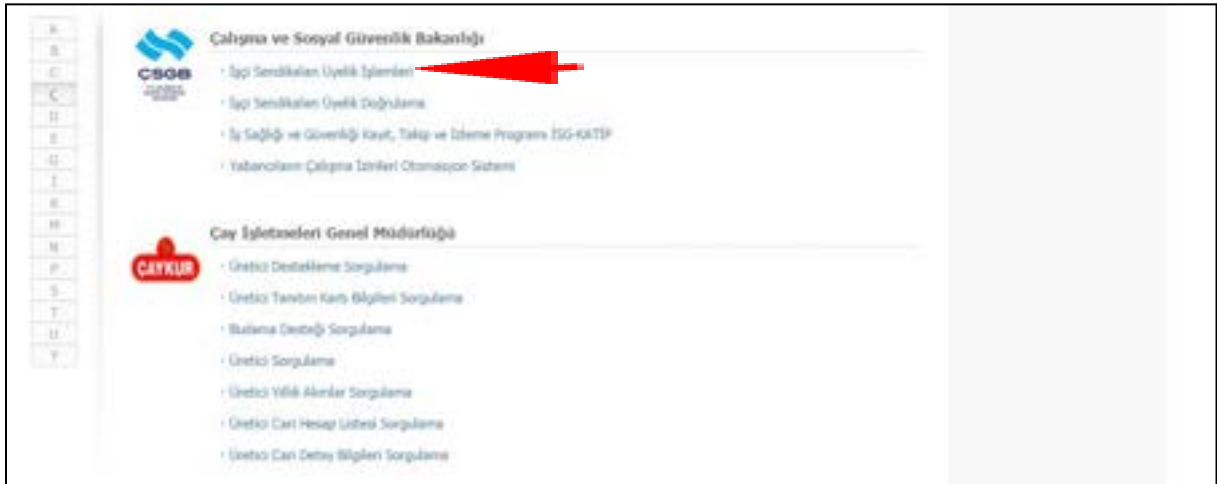 A
B
C
Ç
D
E
G
İ
K
M
N
P
S
T
U
Y
Çalışma ve Sosyal Güvenlik Bakanlığı
ÇSGB
· İşçi Sendikaları Üyelik İşlemleri
· İşçi Sendikaları Üyelik Doğrulama
· İş Sağlığı ve Güvenliği Kayıt, Takip ve İzleme Programı İSG-KATİP
· Yabancıların Çalışma İzinleri Otomasyon Sistemi
Çay İşletmeleri Genel Müdürlüğü
ÇAYKUR
· Üretici Destekleme Sorgulama
· Üretici Tanıtım Kartı Bilgileri Sorgulama
· Budama Desteği Sorgulama
· Üretici Sorgulama
· Üretici Yıllık Alımlar Sorgulama
· Üretici Cari Hesap Listesi Sorgulama
· Üretici Cari Detay Bilgileri Sorgulama